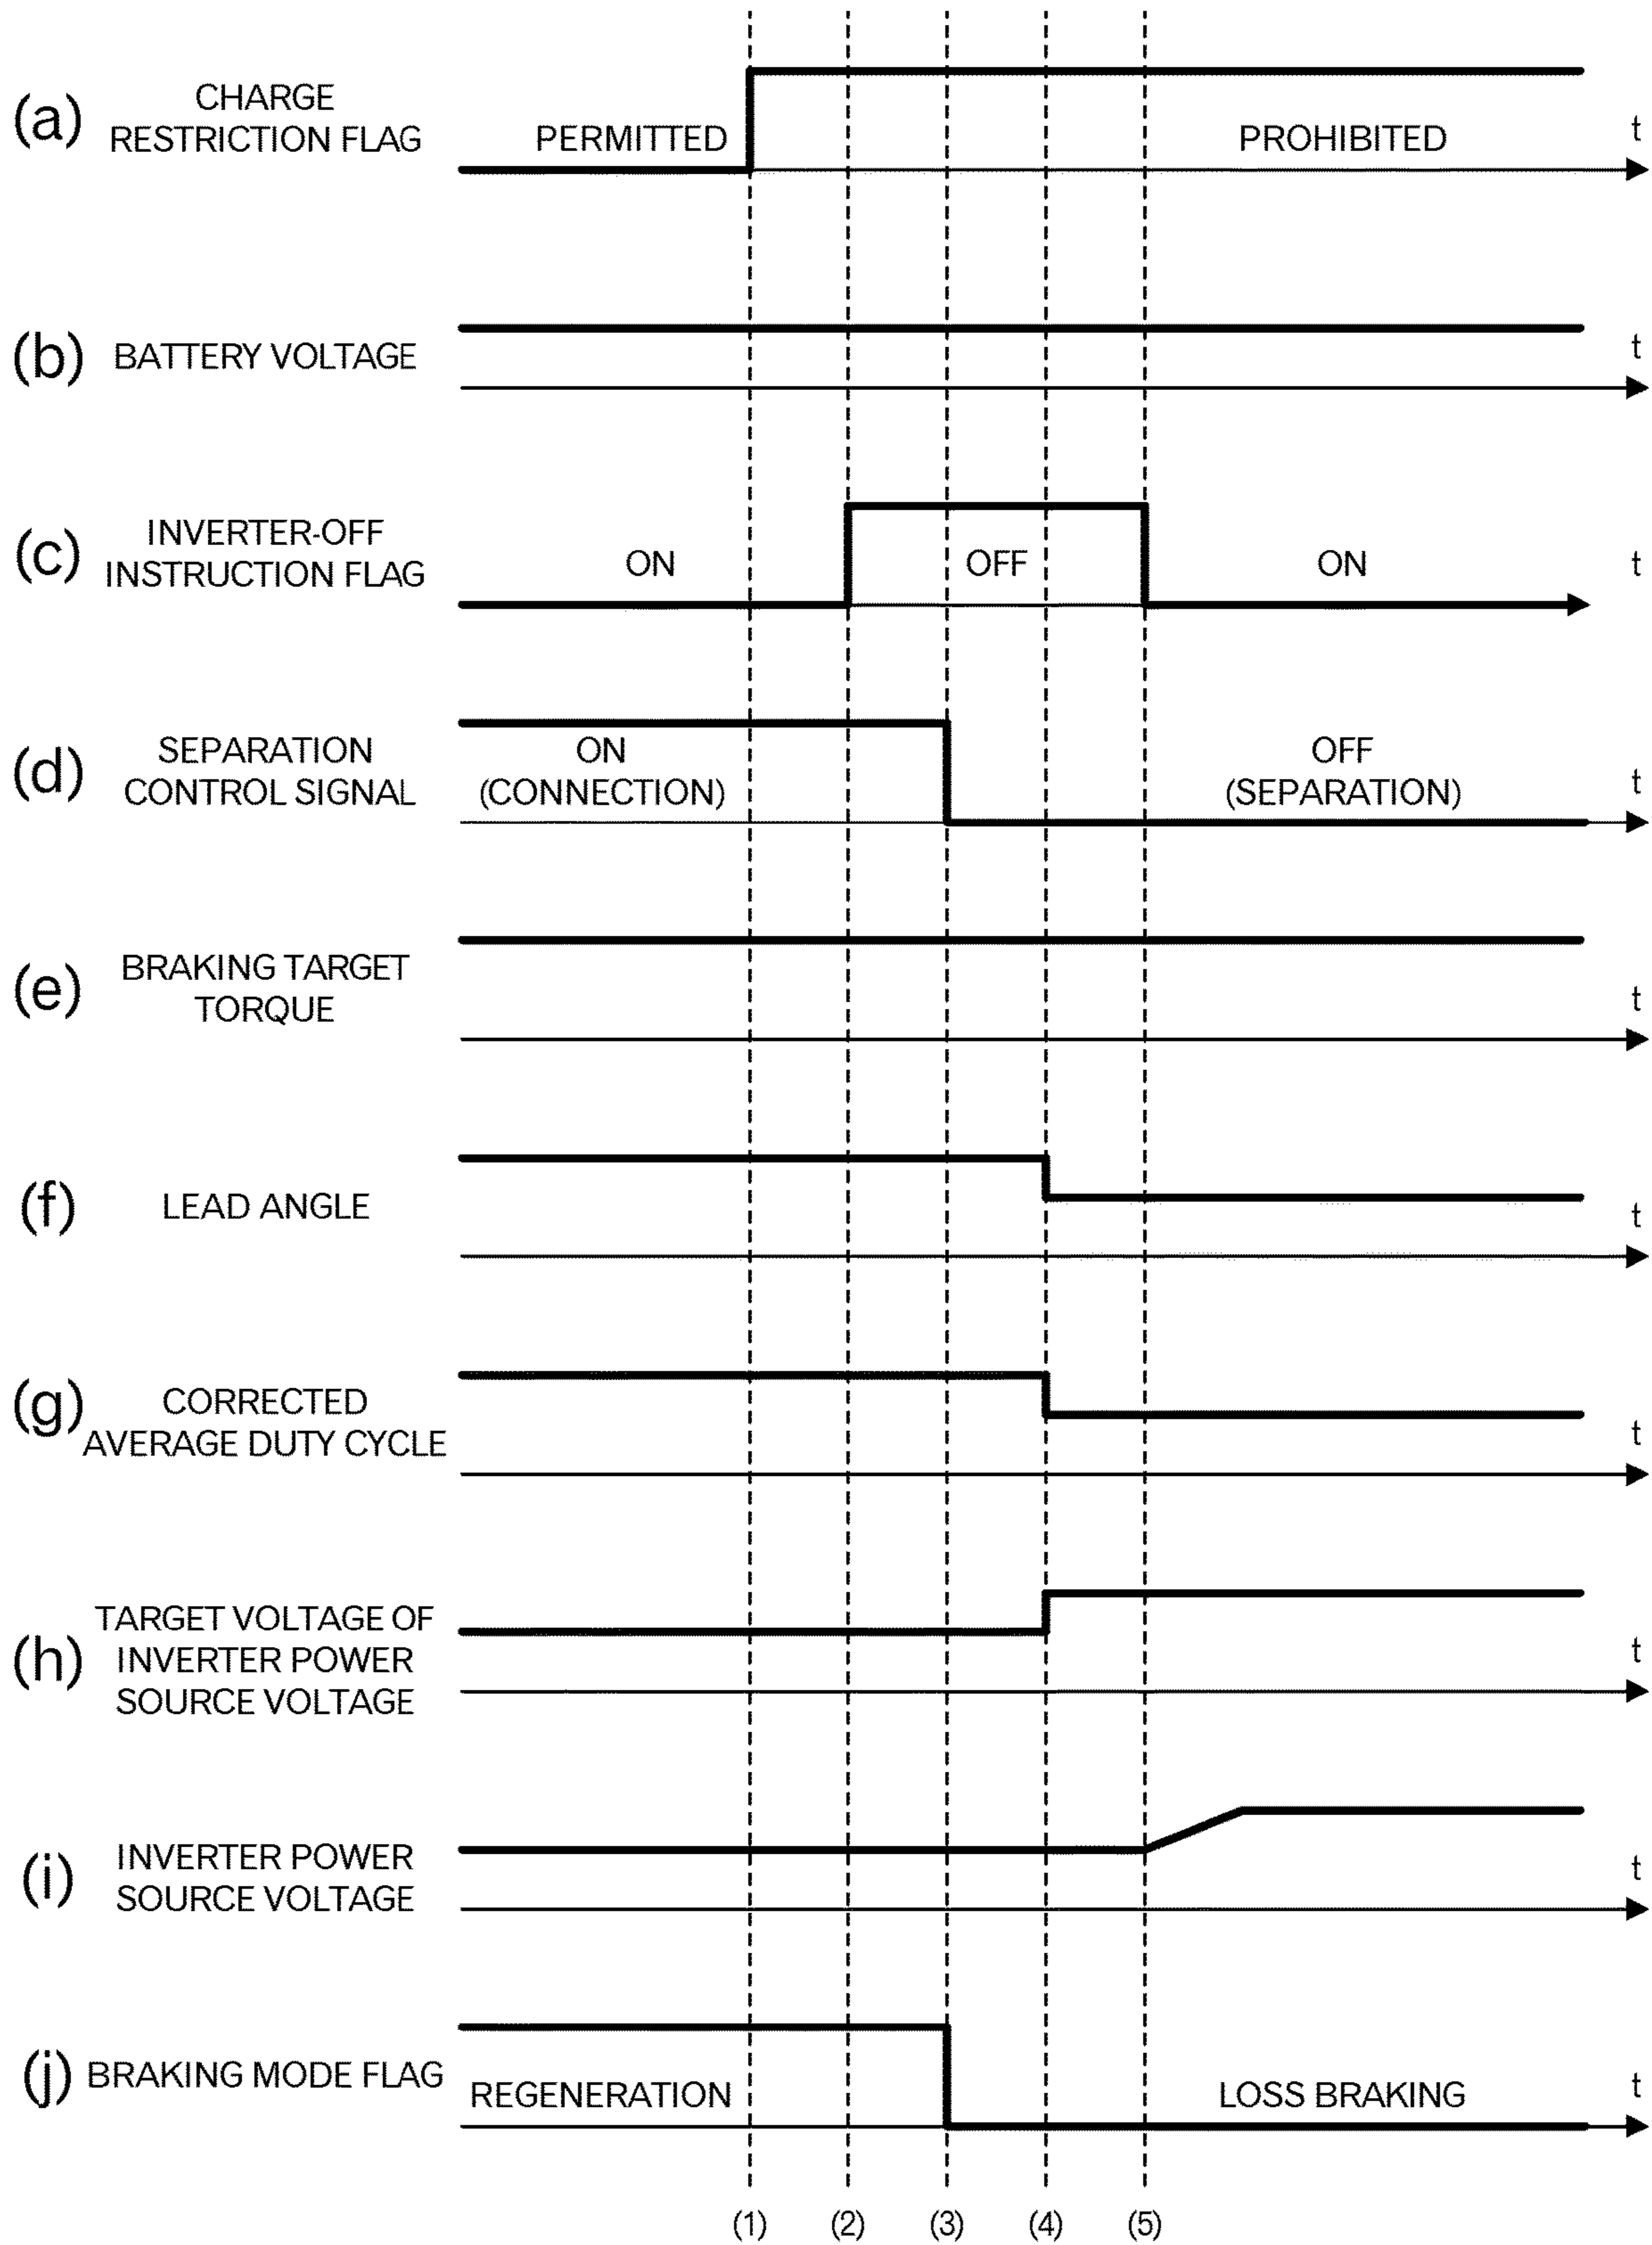 (a) CHARGE
RESTRICTION FLAG
PERMITTED
PROHIBITED
t
(b) BATTERY VOLTAGE
t
(c) INVERTER-OFF
INSTRUCTION FLAG
ON
OFF
ON
t
(d) SEPARATION
CONTROL SIGNAL
ON
(CONNECTION)
OFF
(SEPARATION)
t
(e) BRAKING TARGET
TORQUE
t
(f) LEAD ANGLE
t
(g) CORRECTED
AVERAGE DUTY CYCLE
t
(h) TARGET VOLTAGE OF
INVERTER POWER
SOURCE VOLTAGE
t
(i) INVERTER POWER
SOURCE VOLTAGE
t
(j) BRAKING MODE FLAG
REGENERATION
LOSS BRAKING
t
(1) (2) (3) (4) (5)